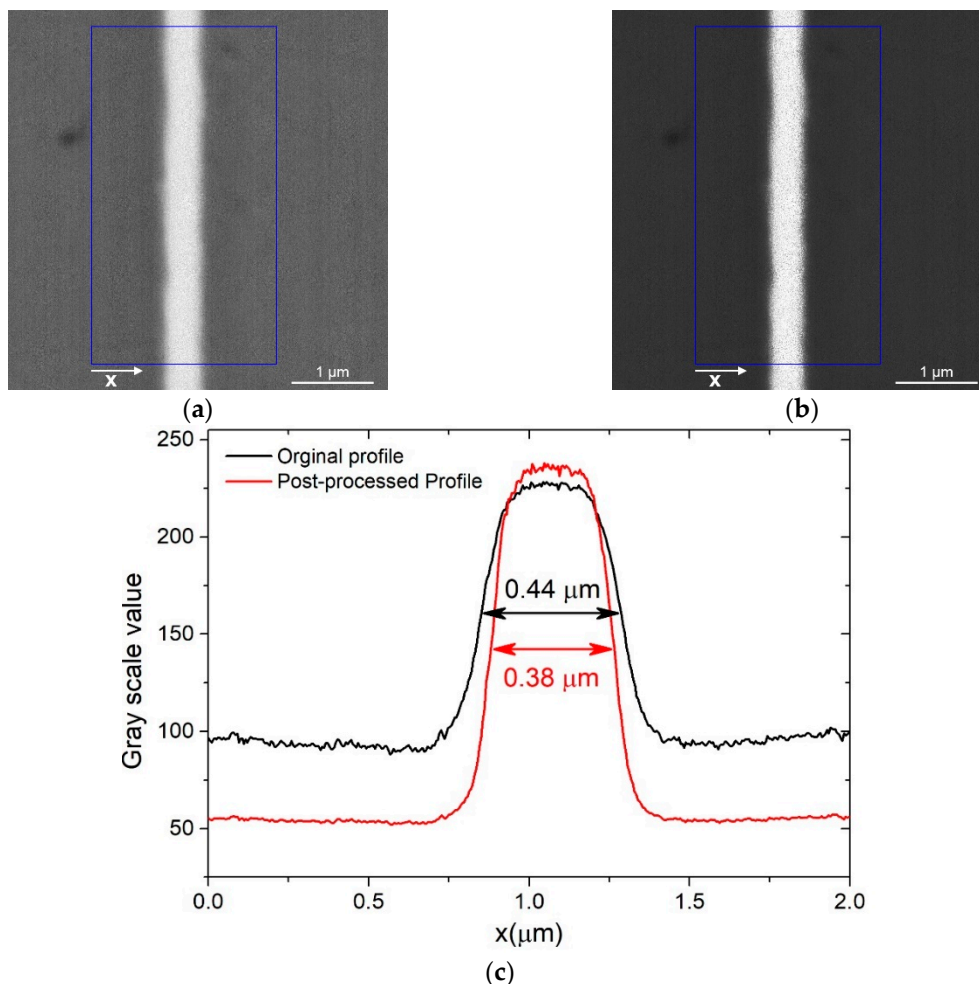 x 1 µm
x 1 µm
(a) (b)
250
200
150
100
50
Gray scale value
Orginal profile
Post-processed Profile
0.44 µm
0.38 µm
0.0 0.5 1.0 1.5 2.0
x(µm)
(c)